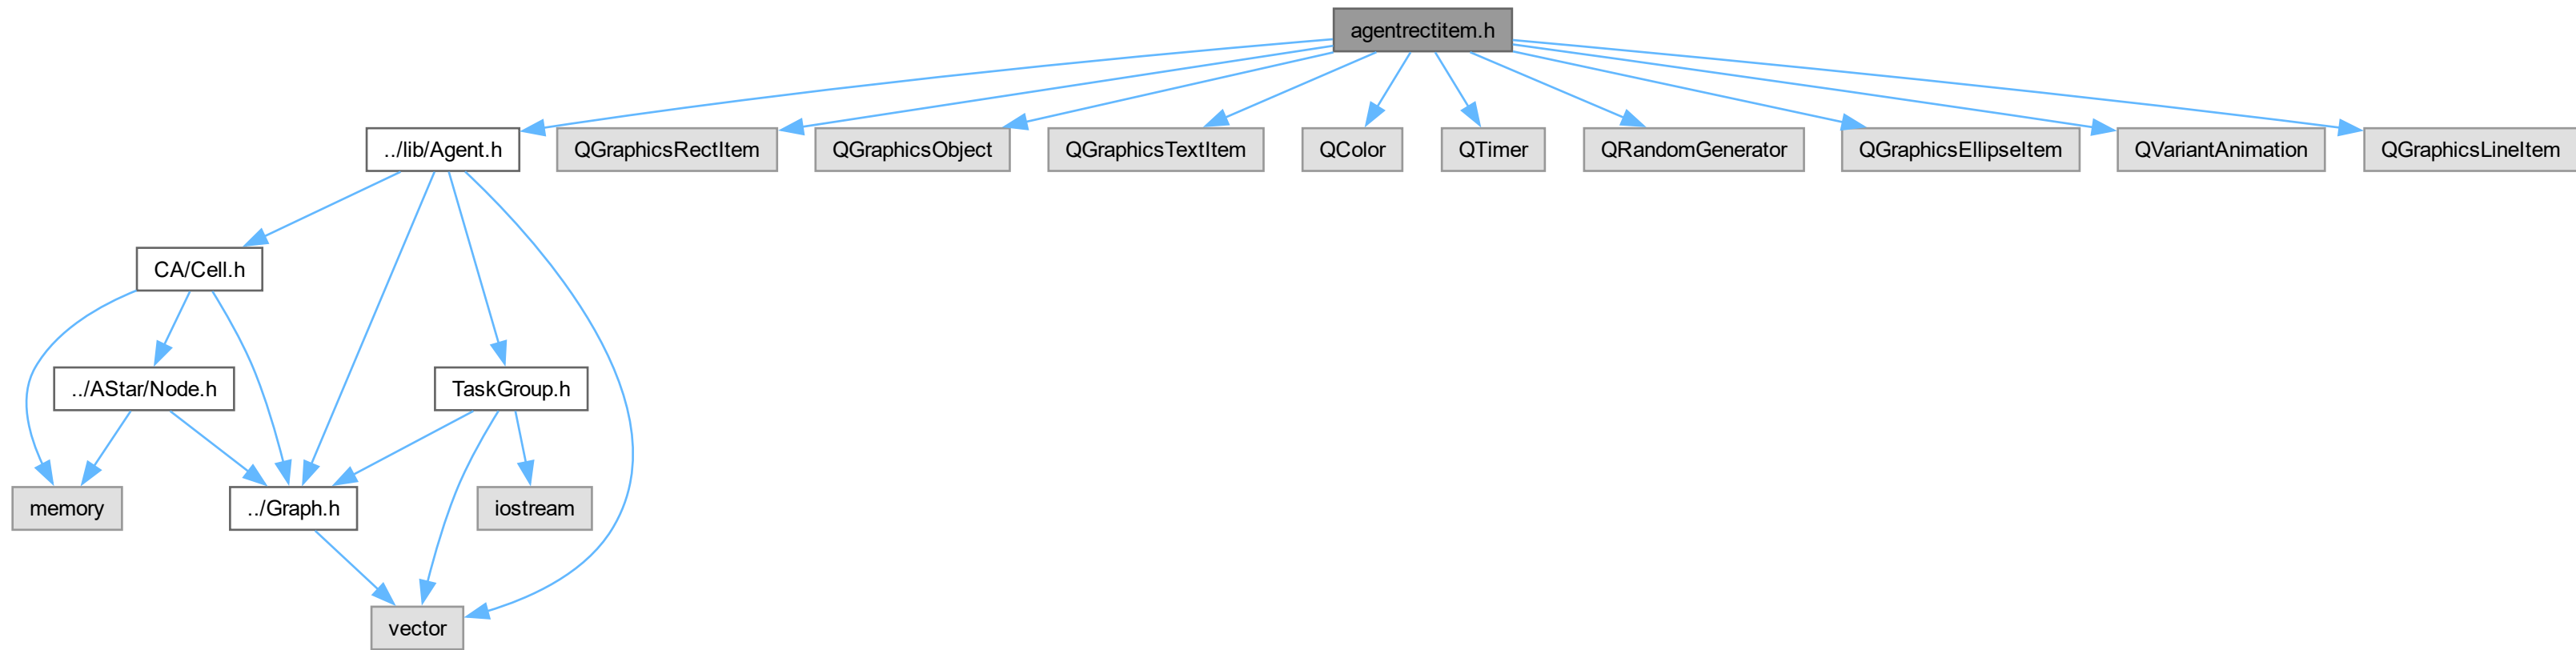 agentrectitem.h
../lib/Agent.h
QGraphicsRectItem
QGraphicsObject
QGraphicsTextItem
QColor
QTimer
QRandomGenerator
QGraphicsEllipseItem
QVariantAnimation
QGraphicsLineItem
CA/Cell.h
../AStar/Node.h
TaskGroup.h
memory
../Graph.h
iostream
vector